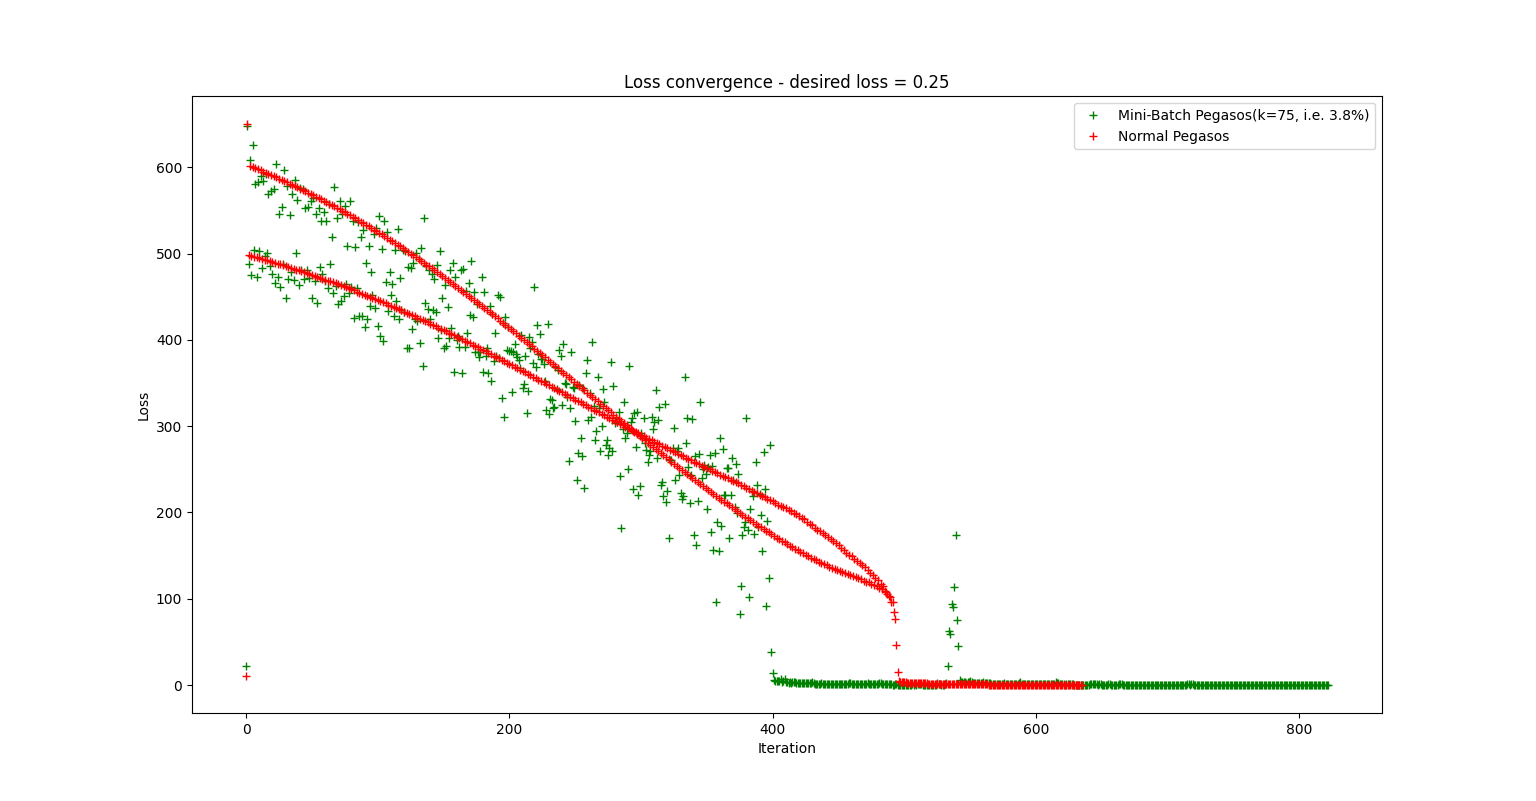 Loss convergence - desired loss = 0.25
Mini-Batch Pegasos(k=75, i.e. 3.8%)
Normal Pegasos
Loss
600
500
400
300
200
100
0
0
200
400
600
800
Iteration